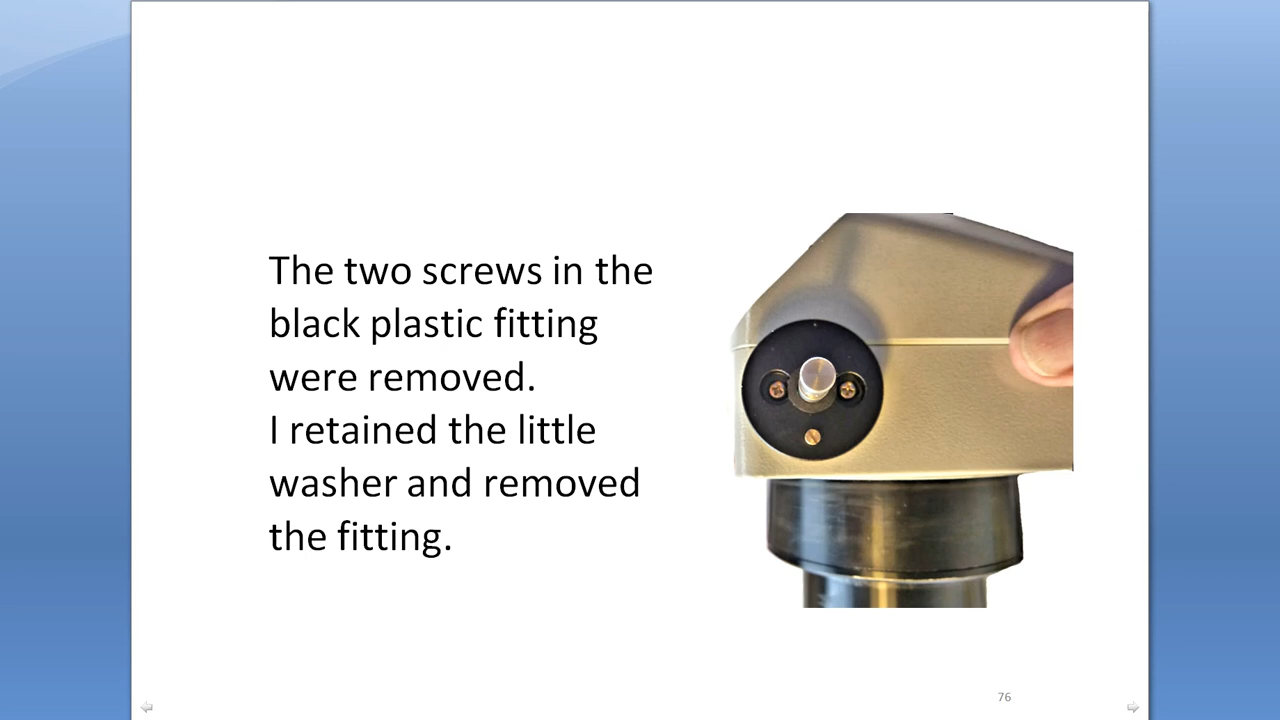 The two screws in the
black plastic fitting
were removed.
I retained the little
washer and removed
the fitting.
76